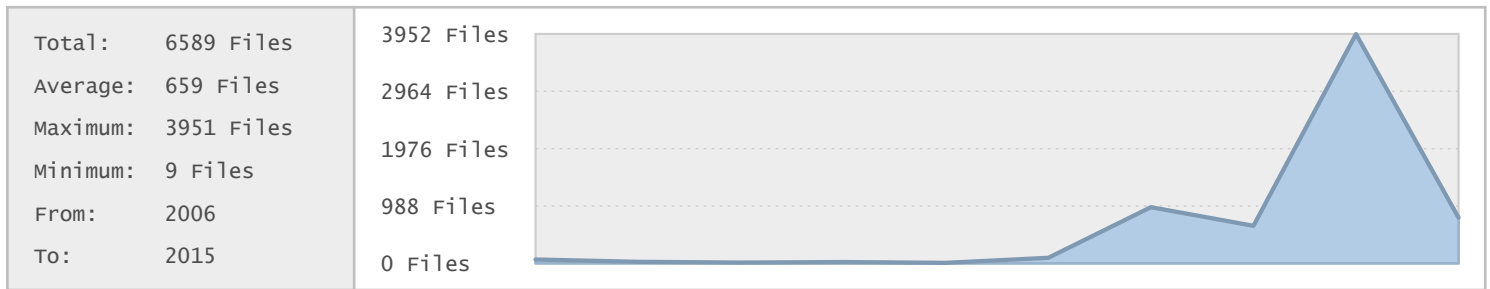 Total: 6589 Files
Average: 659 Files
Maximum: 3951 Files
Minimum: 9 Files
From: 2006
To: 2015
3952 Files
2964 Files
1976 Files
988 Files
0 Files